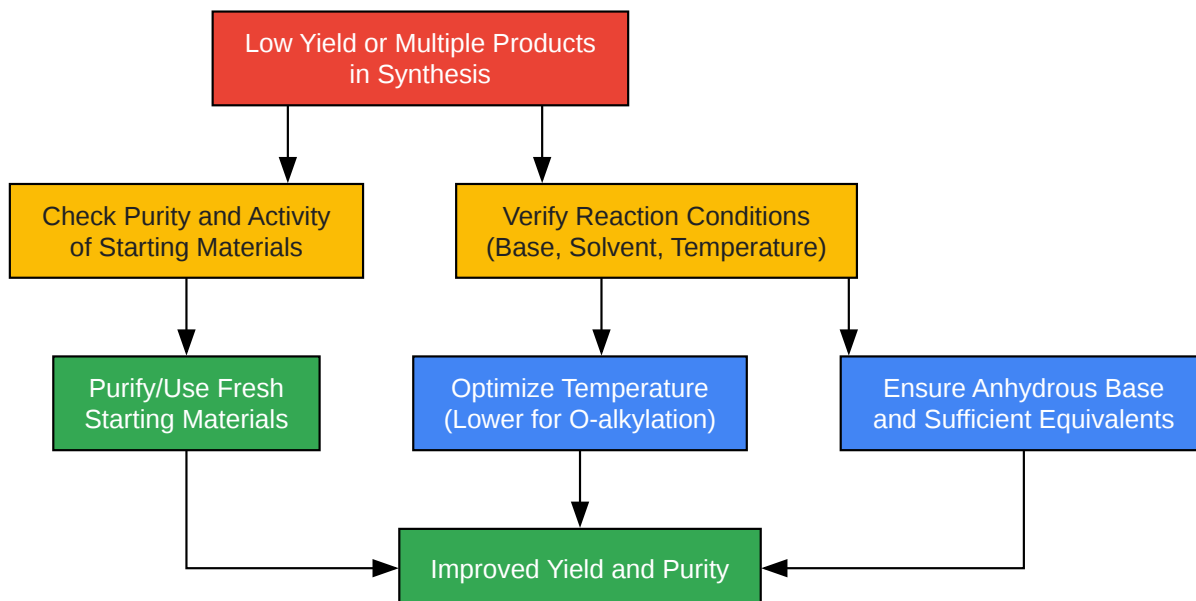 Low Yield or Multiple Products
in Synthesis
Check Purity and Activity
of Starting Materials
Verify Reaction Conditions
(Base, Solvent, Temperature)
Purify/Use Fresh
Starting Materials
Optimize Temperature
(Lower for O-alkylation)
Ensure Anhydrous Base
and Sufficient Equivalents
Improved Yield and Purity